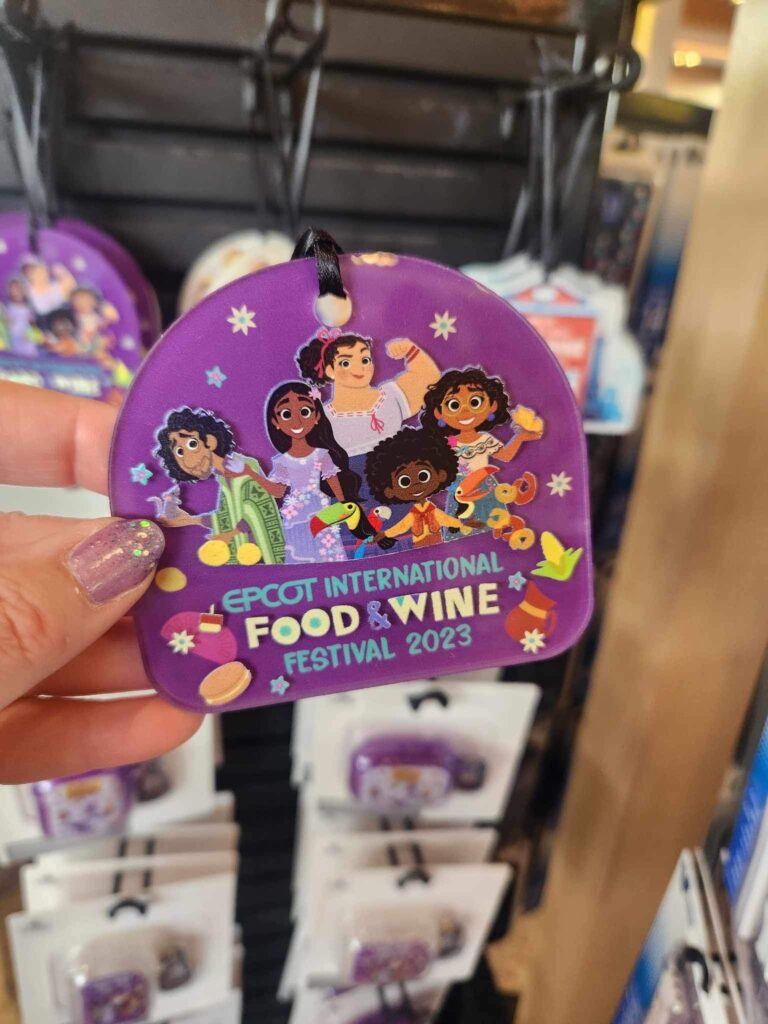 EPCOT INTERNATIONAL
FOOD & WINE
FESTIVAL 2023